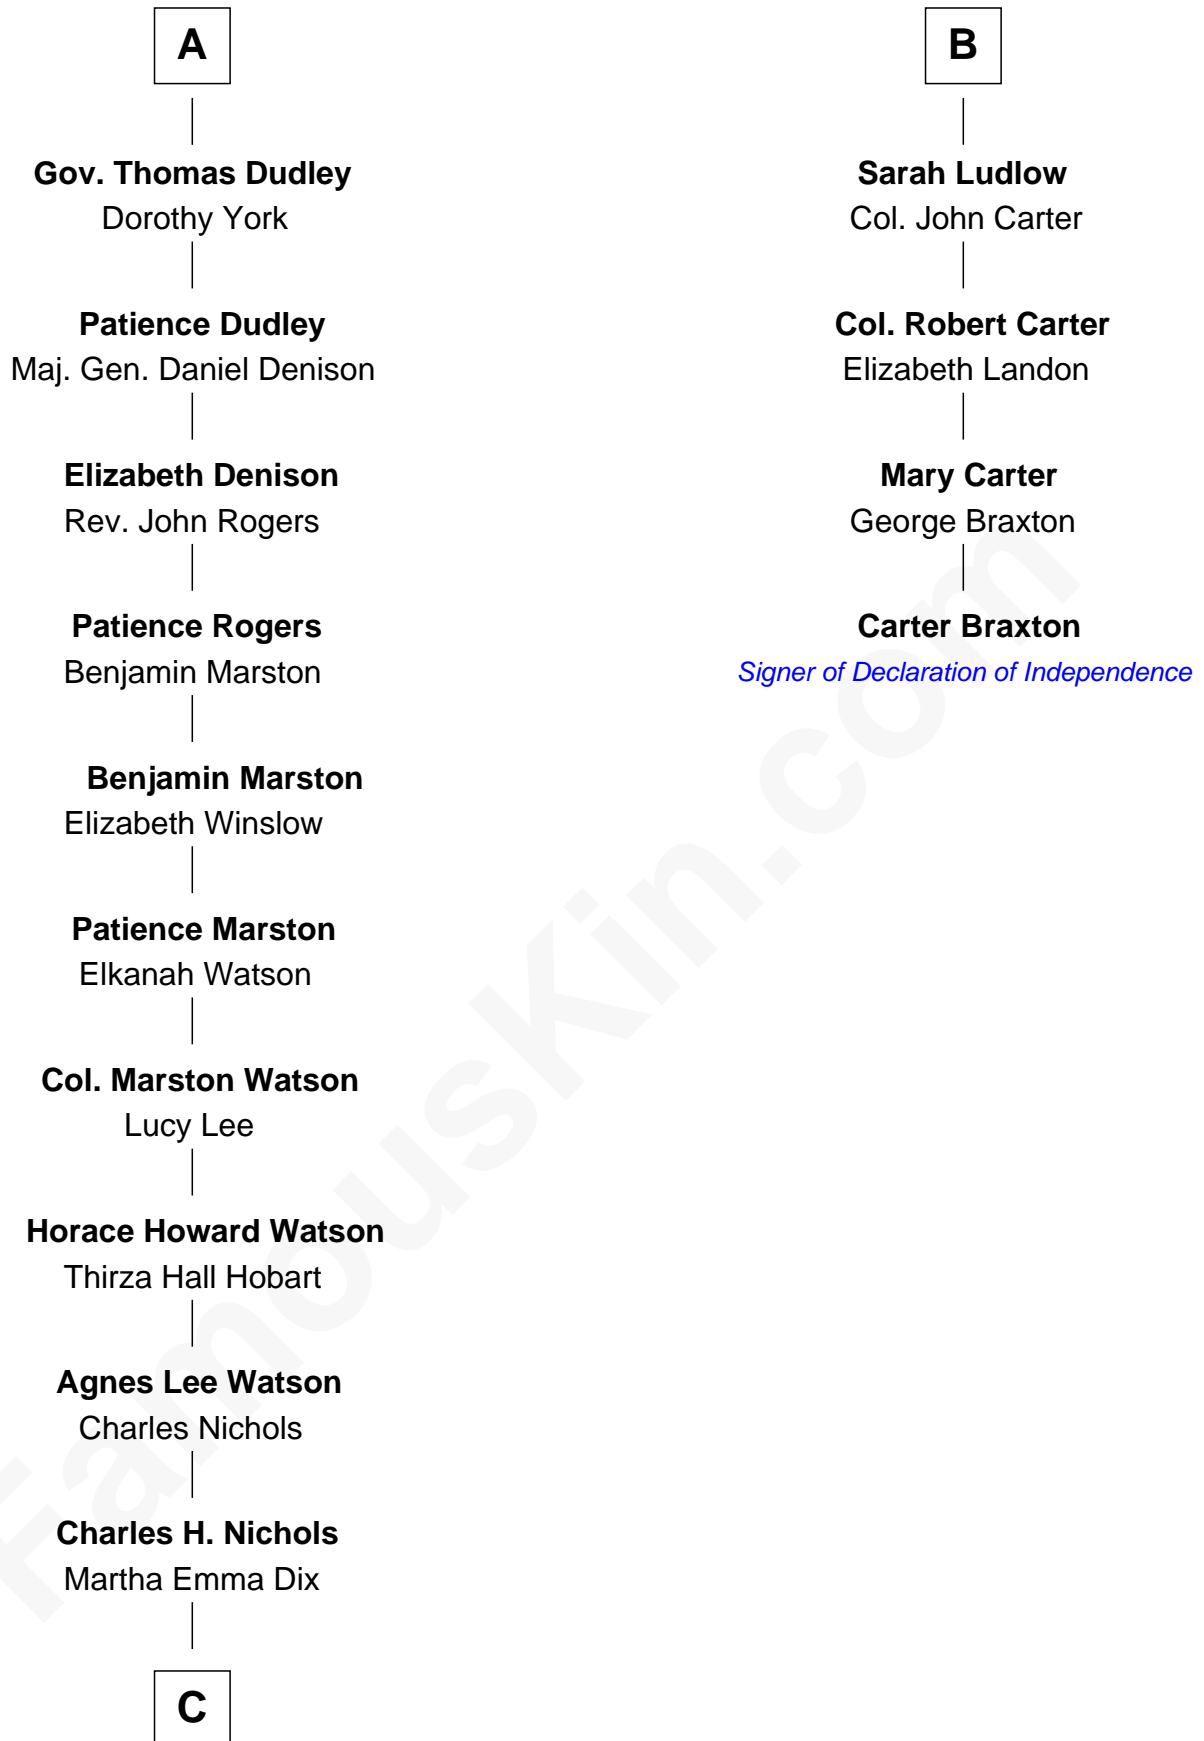 A
Gov. Thomas Dudley
Dorothy York
Patience Dudley
Maj. Gen. Daniel Denison
Elizabeth Denison
Rev. John Rogers
Patience Rogers
Benjamin Marston
Benjamin Marston
Elizabeth Winslow
Patience Marston
Elkanah Watson
Col. Marston Watson
Lucy Lee
Horace Howard Watson
Thirza Hall Hobart
Agnes Lee Watson
Charles Nichols
Charles H. Nichols
Martha Emma Dix
C
B
Sarah Ludlow
Col. John Carter
Col. Robert Carter
Elizabeth Landon
Mary Carter
George Braxton
Carter Braxton
Signer of Declaration of Independence
FamousKin.com